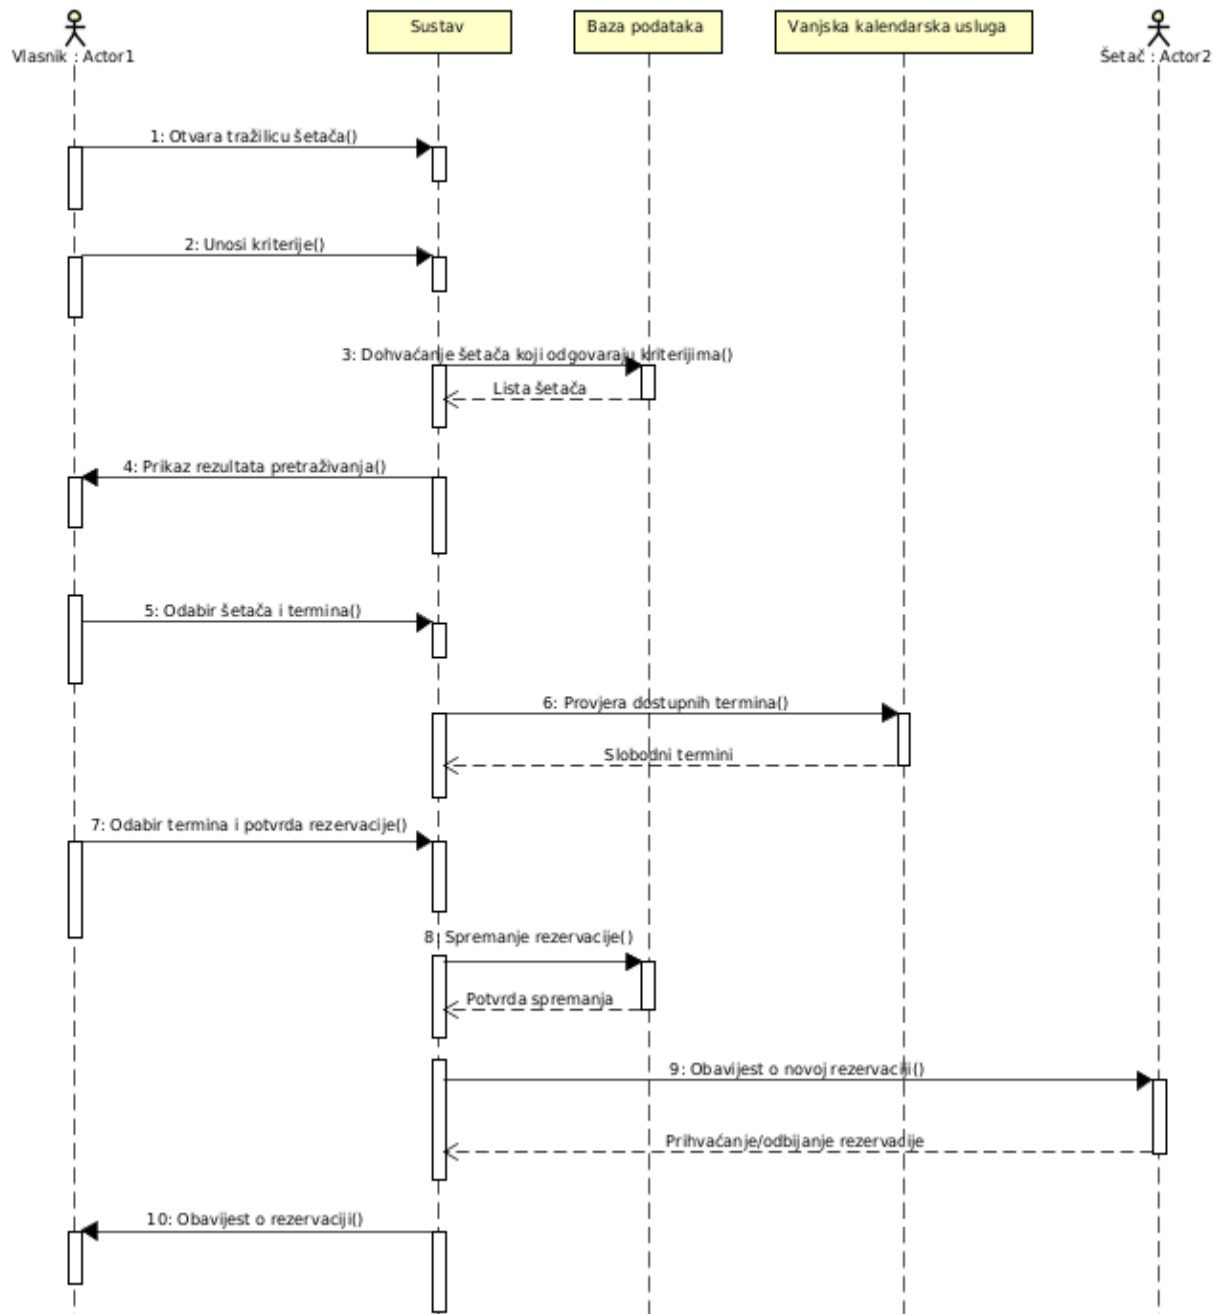 Vlasnik : Actor1
Sustav
Baza podataka
Vanjska kalendarska usluga
Šetač : Actor2
1: Otvara tražilicu šetača()
2: Unosi kriterije()
3: Dohvaćanje šetača koji odgovaraju kriterijima()
Lista šetača
4: Prikaz rezultata pretraživanja()
5: Odabir šetača i termina()
6: Provjera dostupnih termina()
Slobodni termini
7: Odabir termina i potvrda rezervacije()
8: Spremanje rezervacije()
Potvrda spremanja
9: Obavijest o novoj rezervaciji()
Prihvaćanje/odbijanje rezervacije
10: Obavijest o rezervaciji()